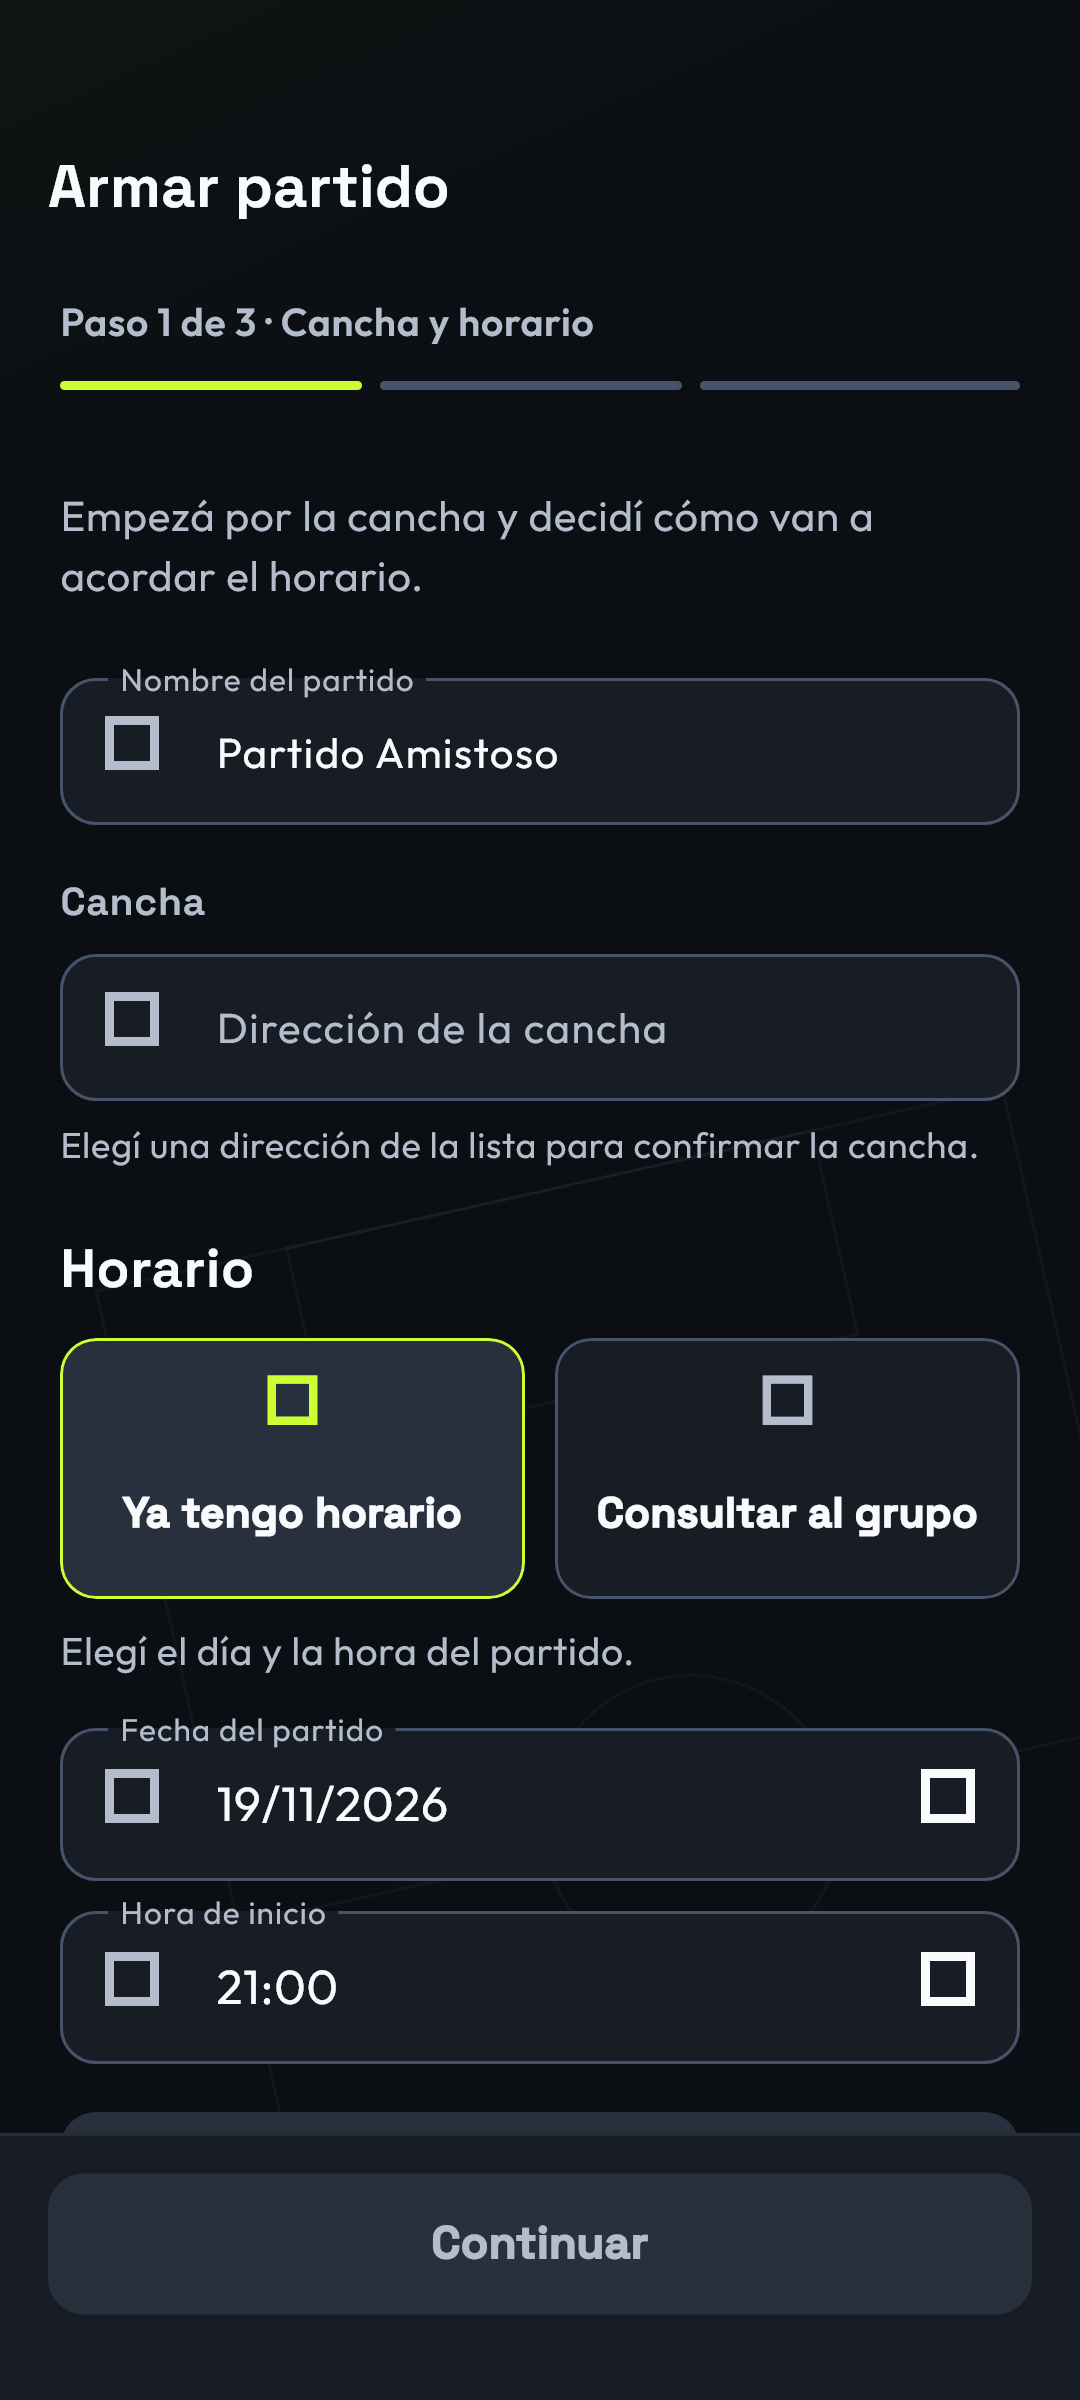 Armar partido
Paso 1 de 3 · Cancha y horario
Empezá por la cancha y decidí cómo van a
acordar el horario.
Nombre del partido
Partido Amistoso
Cancha
Dirección de la cancha
Elegí una dirección de la lista para confirmar la cancha.
Horario
Ya tengo horario
Consultar al grupo
Elegí el día y la hora del partido.
Fecha del partido
19/11/2026
Hora de inicio
21:00
Continuar